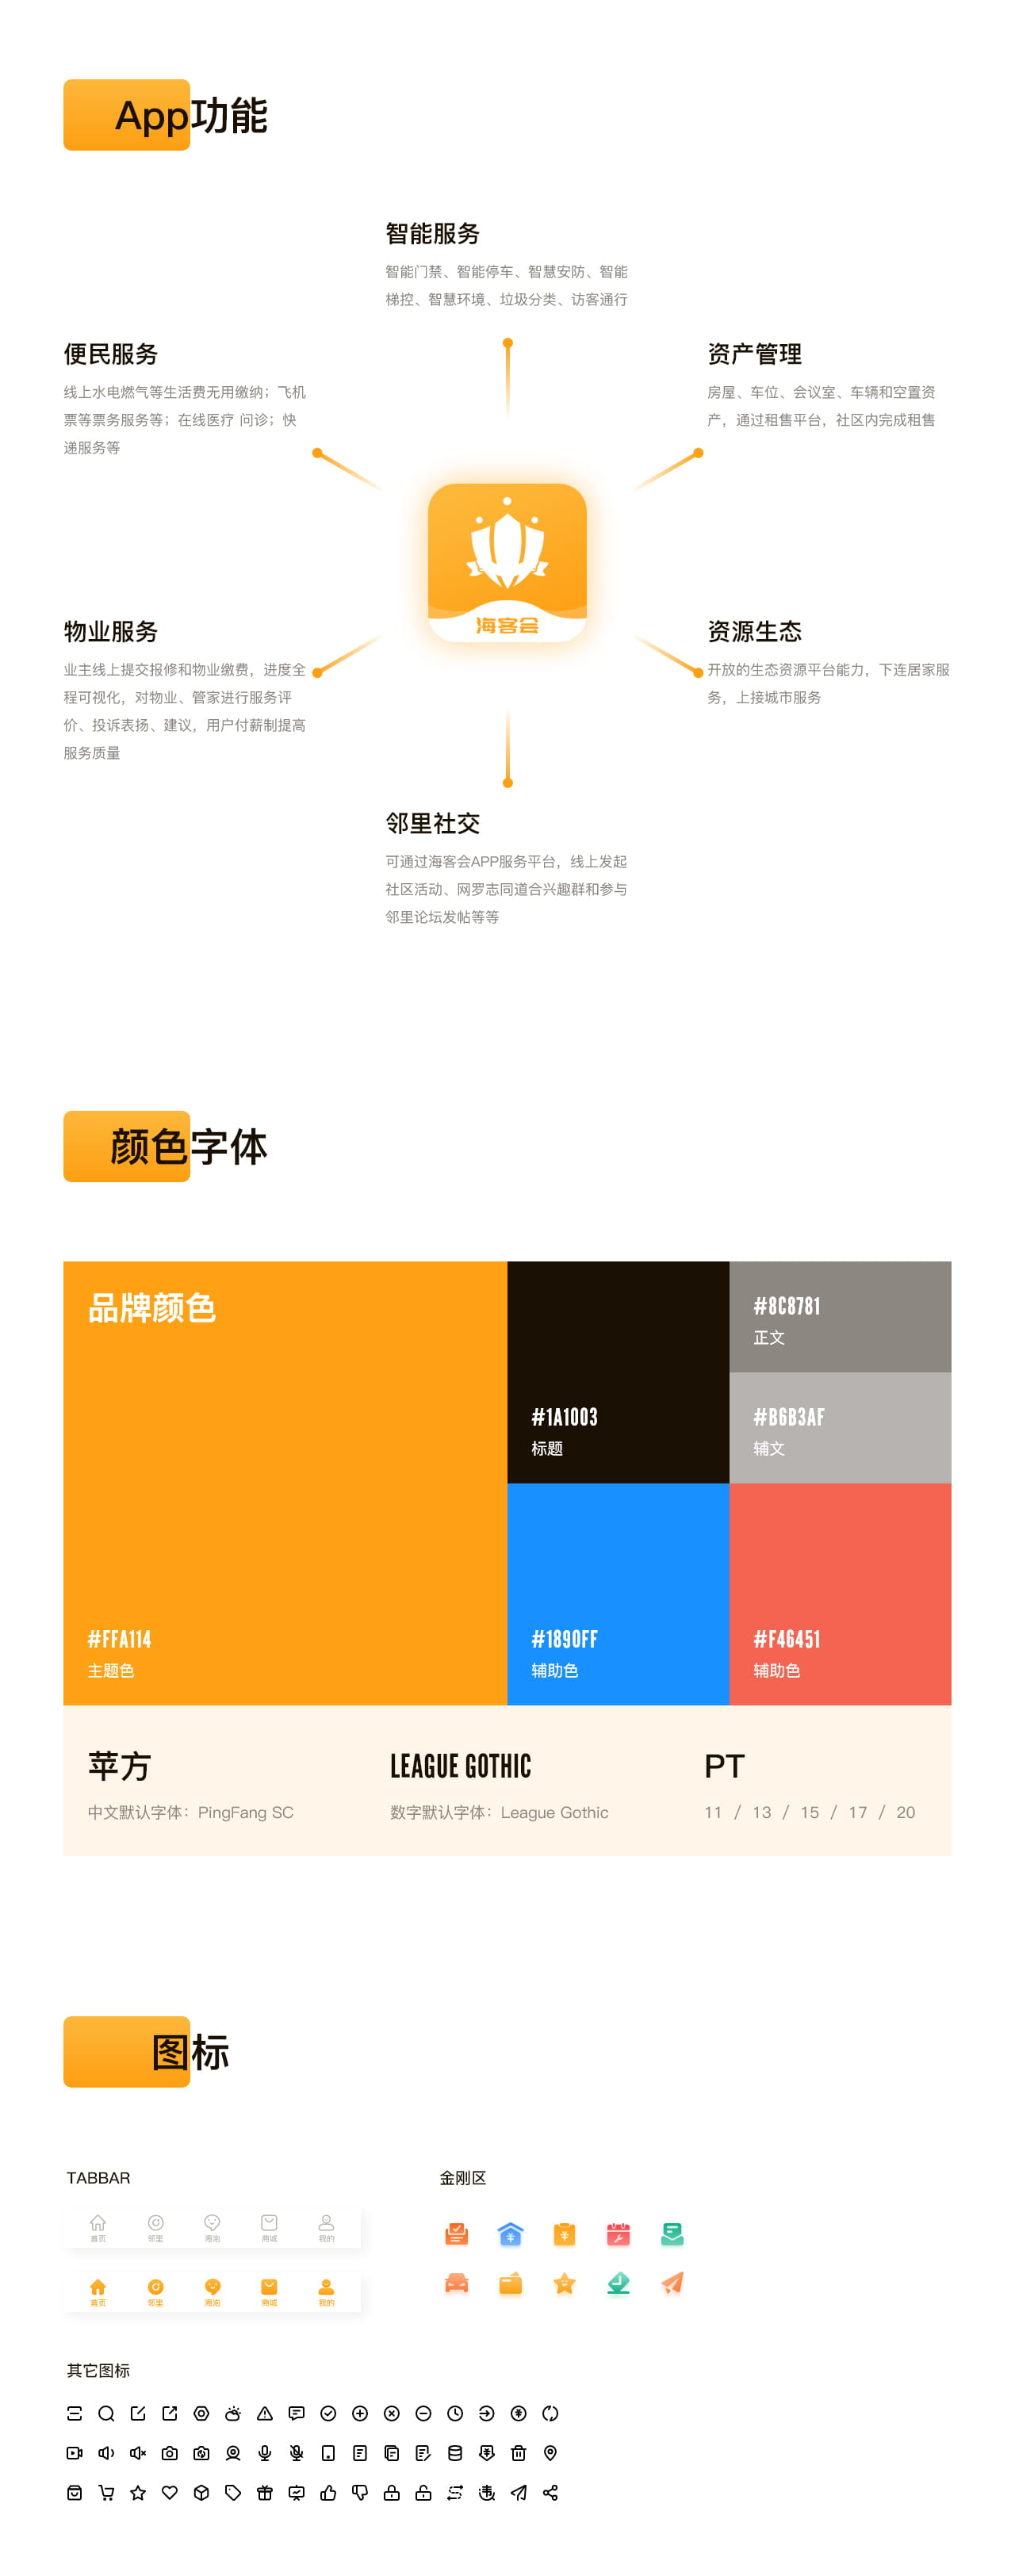 App功能
智能服务
智能门禁、智能停车、智慧安防、智能
梯控、智慧环境、垃圾分类、访客通行
便民服务
线上水电燃气等生活费无用缴纳；飞机
票等票务服务等；在线医疗 问诊；快
递服务等
资产管理
房屋、车位、会议室、车辆和空置资
产，通过租售平台，社区内完成租售
海客会
物业服务
业主线上提交报修和物业缴费，进度全
程可视化，对物业、管家进行服务评
价、投诉表扬、建议，用户付薪制提高
服务质量
资源生态
开放的生态资源平台能力，下连居家服
务，上接城市服务
邻里社交
可通过海客会APP服务平台，线上发起
社区活动、网罗志同道合兴趣群和参与
邻里论坛发帖等等
颜色字体
品牌颜色
#FFA114
主题色
#1A1003
标题
#8C8781
正文
#B6B3AF
辅文
#1890FF
辅助色
#F46451
辅助色
苹方
中文默认字体：PingFang SC
LEAGUE GOTHIC
数字默认字体：League Gothic
PT
11 / 13 / 15 / 17 / 20
图标
TABBAR
首页 邻里 海泡 商城 我的
首页 邻里 海泡 商城 我的
金刚区
其它图标